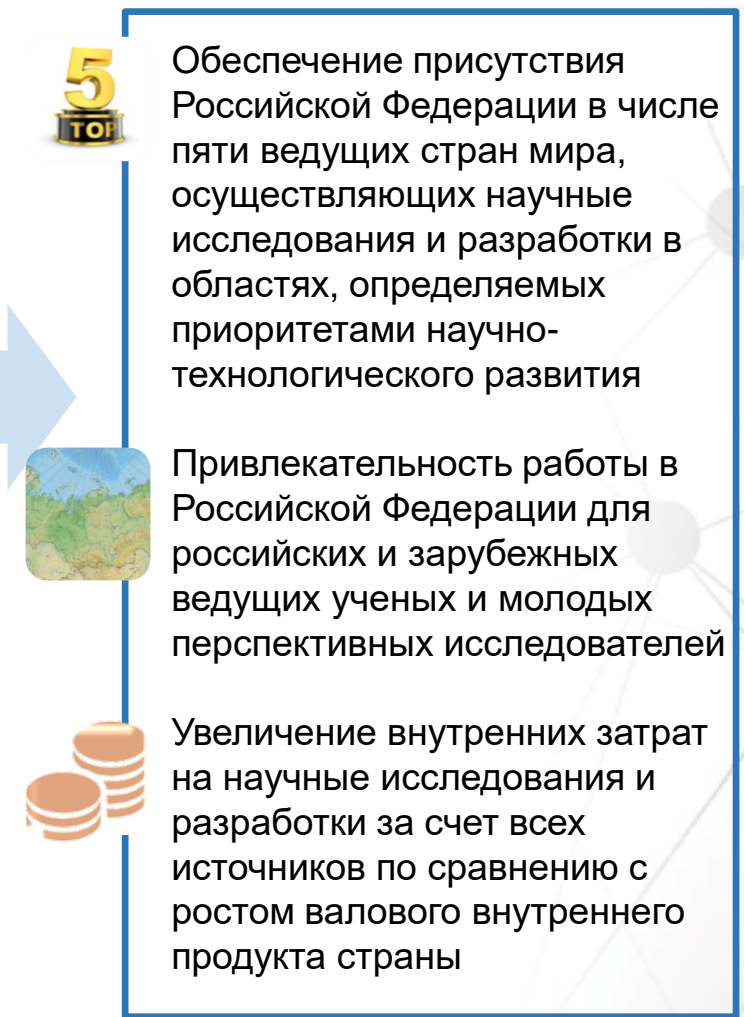 5
TOP
Обеспечение присутствия
Российской Федерации в числе
пяти ведущих стран мира,
осуществляющих научные
исследования и разработки в
областях, определяемых
приоритетами научно-
технологического развития
Привлекательность работы в
Российской Федерации для
российских и зарубежных
ведущих ученых и молодых
перспективных исследователей
Увеличение внутренних затрат
на научные исследования и
разработки за счет всех
источников по сравнению с
ростом валового внутреннего
продукта страны